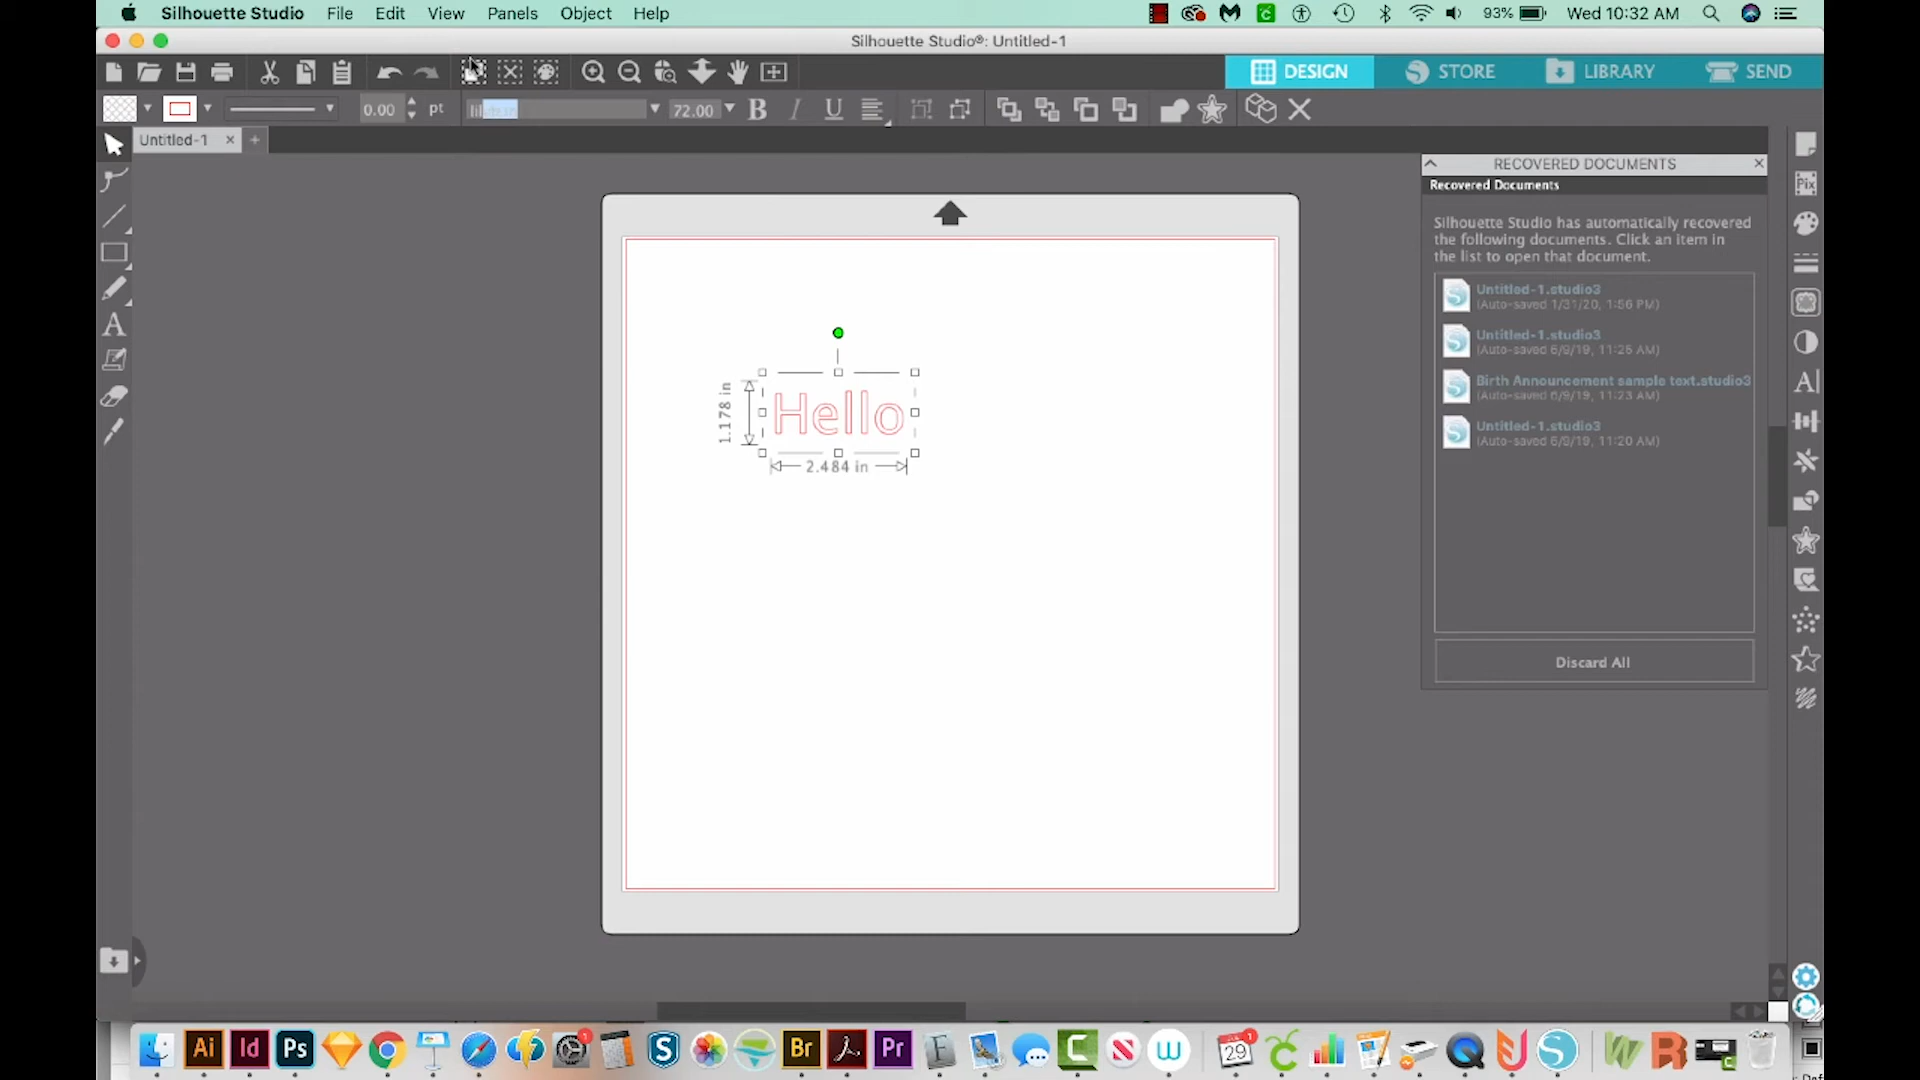 Silhouette Studio File Edit View Panels Object Help
93% Wed 10:32 AM
Silhouette Studio®: Untitled-1
DESIGN STORE LIBRARY SEND
0.00 pt 72.00 B I U
Untitled-1
RECOVERED DOCUMENTS
Recovered Documents
Pix
Silhouette Studio has automatically recovered
the following documents. Click an item in
the list to open that document.
Untitled-1.studio3
(Auto-saved 1/31/20, 1:56 PM)
Untitled-1.studio3
(Auto-saved 6/9/19, 11:25 AM)
Birth Announcement sample text.studio3
(Auto-saved 6/9/19, 11:23 AM)
Untitled-1.studio3
(Auto-saved 6/9/19, 11:20 AM)
Discard All
1.178 in
Hello
2.484 in
Ai Id Ps Br Pr 29